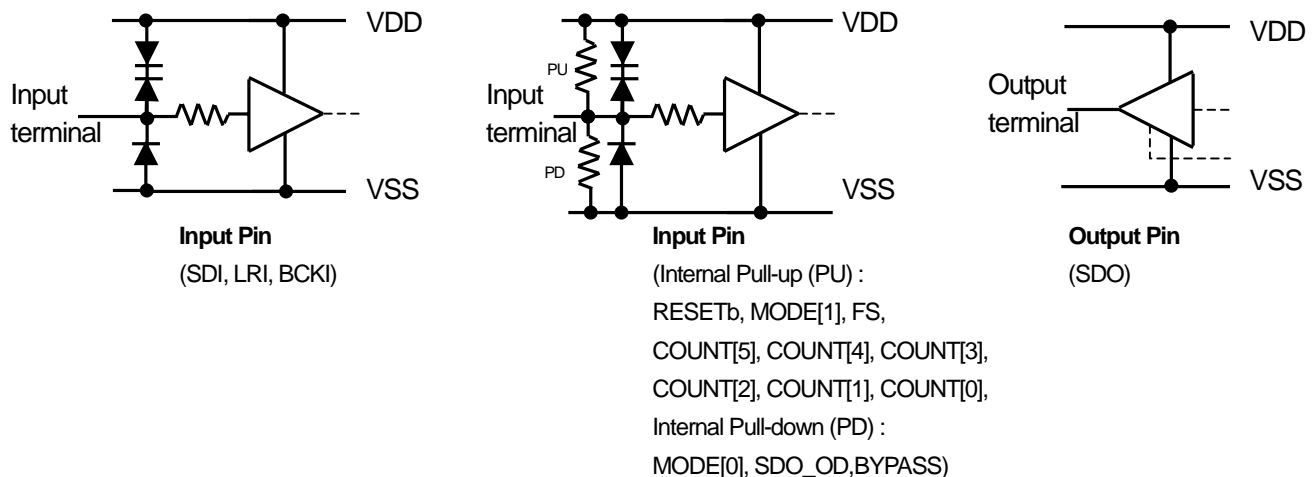 VDD
Input
terminal
VSS
Input Pin
(SDI, LRI, BCKI)
VDD
PU
Input
terminal
PD
VSS
Input Pin
(Internal Pull-up (PU) :
RESETb, MODE[1], FS,
COUNT[5], COUNT[4], COUNT[3],
COUNT[2], COUNT[1], COUNT[0],
Internal Pull-down (PD) :
MODE[0], SDO_OD,BYPASS)
VDD
Output
terminal
VSS
Output Pin
(SDO)